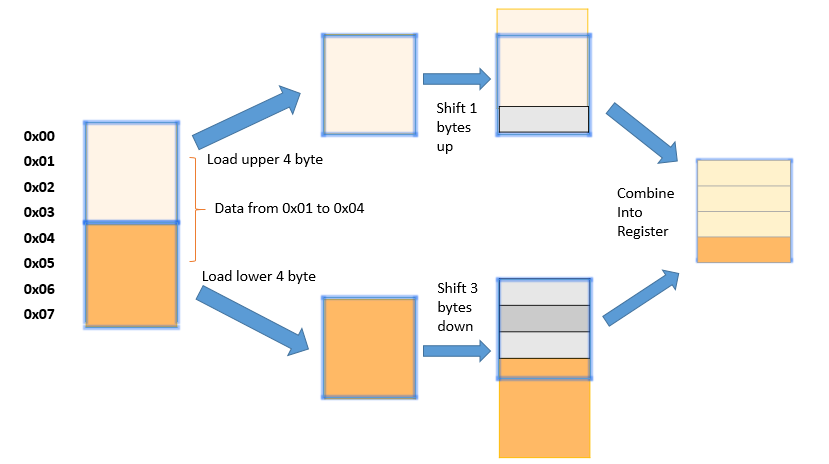 0x00
0x01
0x02
0x03
0x04
0x05
0x06
0x07
Load upper 4 byte
Data from 0x01 to 0x04
Load lower 4 byte
Shift 1
bytes
up
Shift 3
bytes
down
Combine
Into
Register